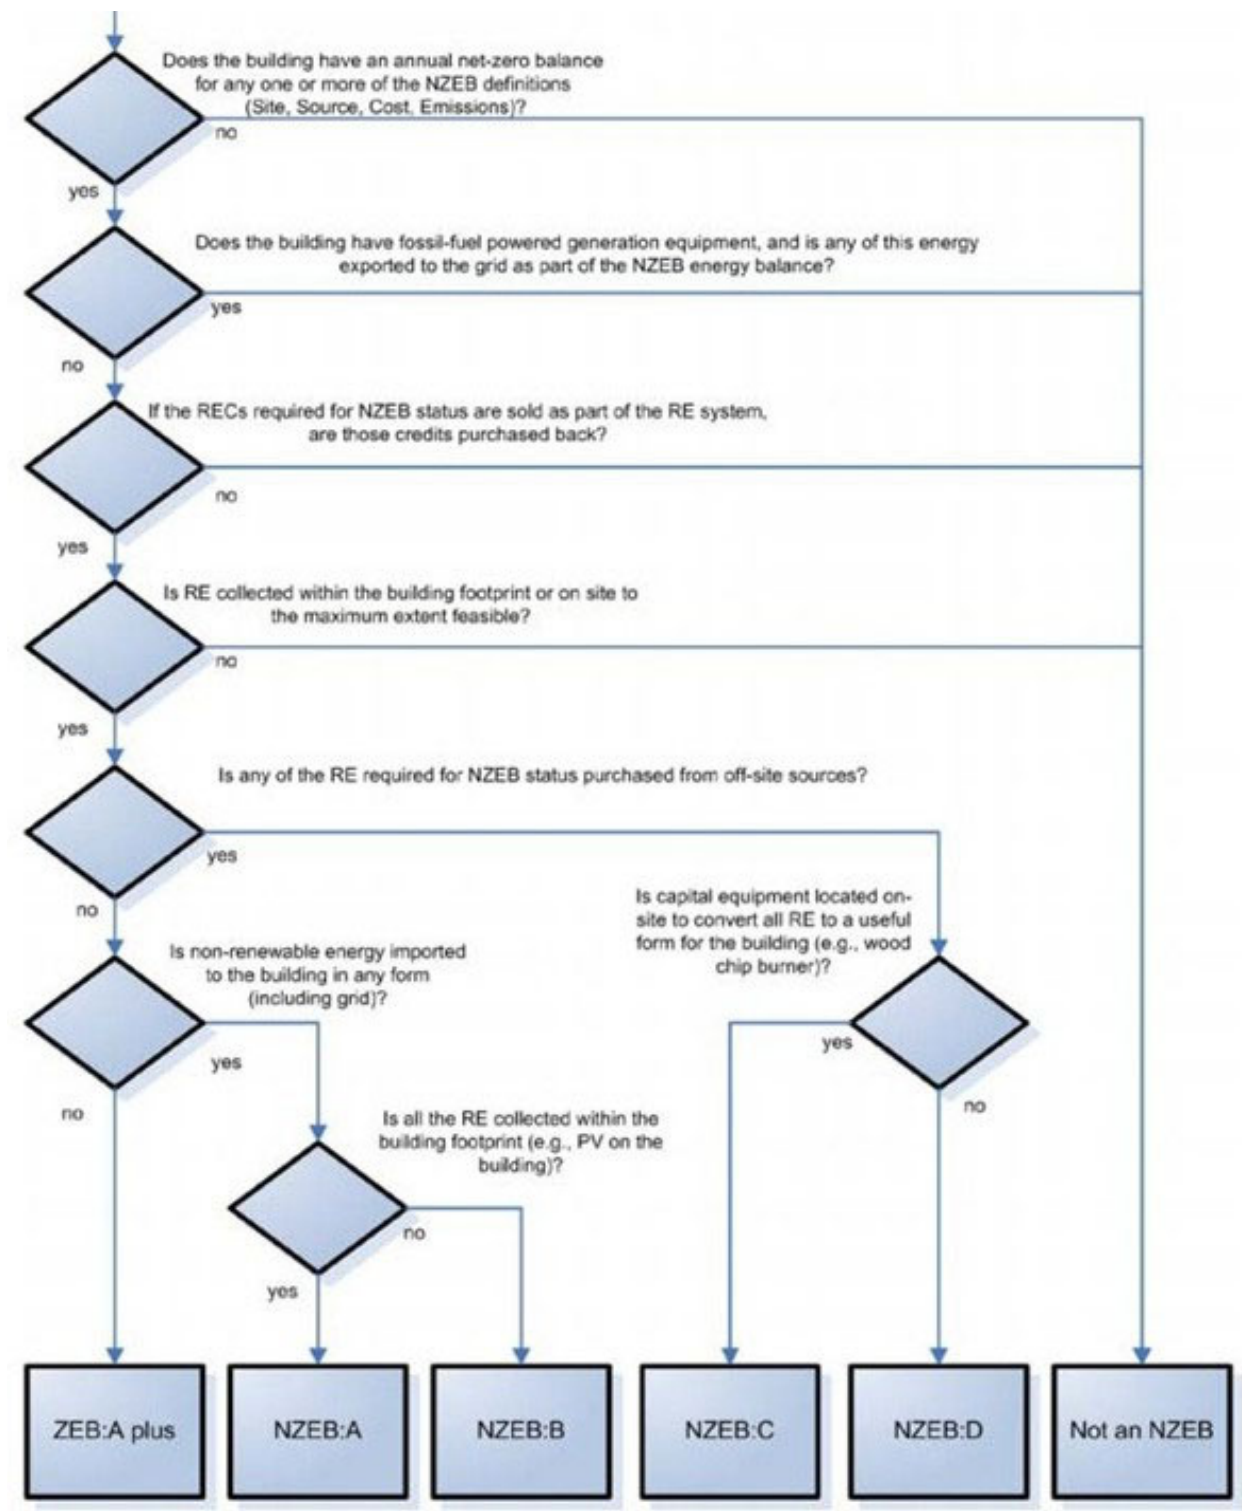 Does the building have an annual net-zero balance
for any one or more of the NZEB definitions
(Site, Source, Cost, Emissions)?
no
yes
Does the building have fossil-fuel powered generation equipment, and is any of this energy
exported to the grid as part of the NZEB energy balance?
yes
no
If the RECs required for NZEB status are sold as part of the RE system,
are those credits purchased back?
no
yes
Is RE collected within the building footprint or on site to
the maximum extent feasible?
no
yes
Is any of the RE required for NZEB status purchased from off-site sources?
yes
no
Is capital equipment located on-
site to convert all RE to a useful
form for the building (e.g., wood
chip burner)?
Is non-renewable energy imported
to the building in any form
(including grid)?
yes
yes
no
no
Is all the RE collected within the
building footprint (e.g., PV on the
building)?
no
yes
ZEB:A plus
NZEB:A
NZEB:B
NZEB:C
NZEB:D
Not an NZEB